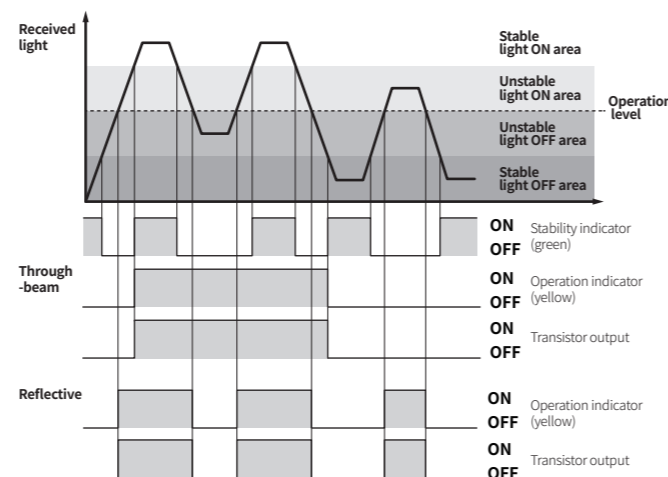 Received
light
Stable
light ON area
Unstable
light ON area
Operation
level
Unstable
light OFF area
Stable
light OFF area
ON
OFF
Stability indicator
(green)
Through
-beam
ON
OFF
Operation indicator
(yellow)
ON
OFF
Transistor output
Reflective
ON
OFF
Operation indicator
(yellow)
ON
OFF
Transistor output